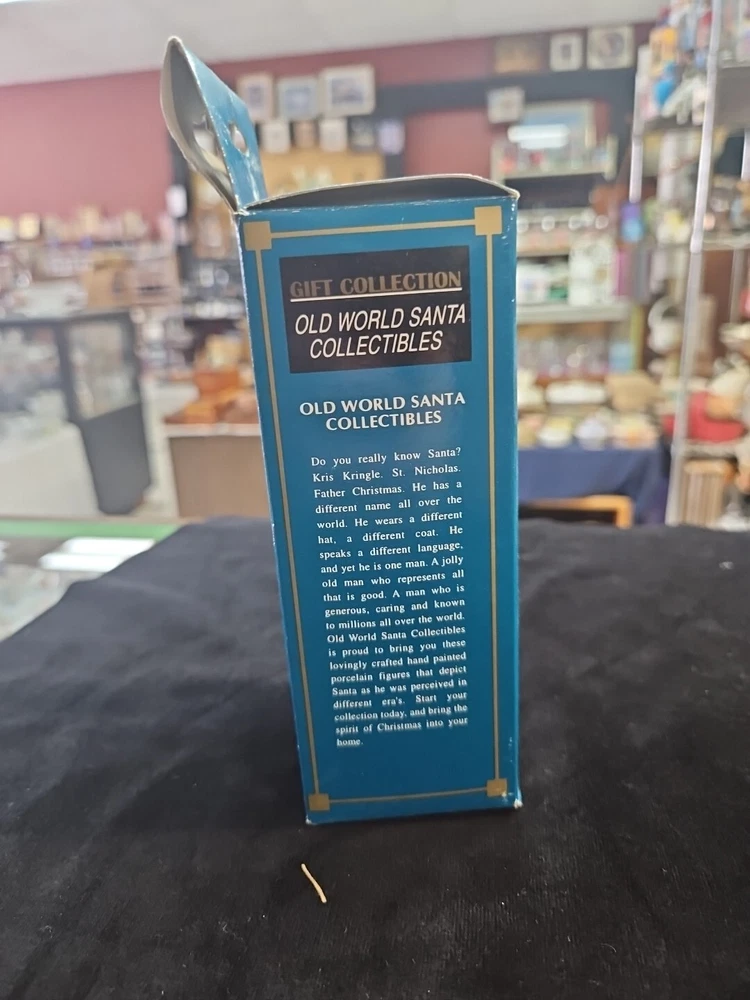 GIFT COLLECTION
OLD WORLD SANTA
COLLECTIBLES
OLD WORLD SANTA
COLLECTIBLES
Do you really know Santa?
Kris Kringle. St. Nicholas.
Father Christmas. He has a
different name all over the
world. He wears a different
hat, a different coat. He
speaks a different language,
and yet he is one man. A jolly
old man who represents all
that is good. A man who is
generous, caring and known
to millions all over the world.
Old World Santa Collectibles
is proud to bring you these
lovingly crafted hand painted
porcelain figures that depict
Santa as he was perceived in
different era's. Start your
collection today, and bring the
spirit of Christmas into your
home.